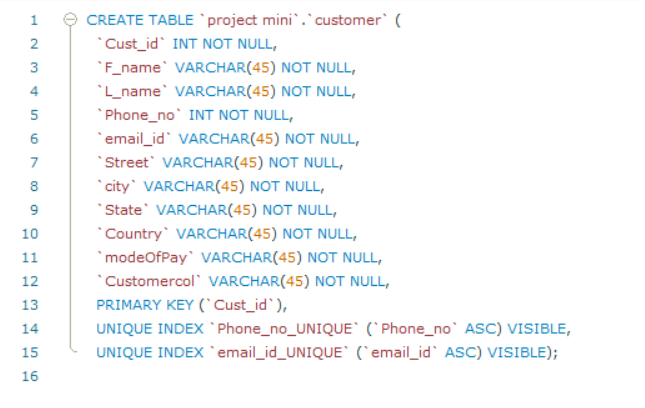 1 CREATE TABLE `project mini`.`customer` (
2 `Cust_id` INT NOT NULL,
3 `F_name` VARCHAR(45) NOT NULL,
4 `L_name` VARCHAR(45) NOT NULL,
5 `Phone_no` INT NOT NULL,
6 `email_id` VARCHAR(45) NOT NULL,
7 `Street` VARCHAR(45) NOT NULL,
8 `city` VARCHAR(45) NOT NULL,
9 `State` VARCHAR(45) NOT NULL,
10 `Country` VARCHAR(45) NOT NULL,
11 `modeOfPay` VARCHAR(45) NOT NULL,
12 `Customercol` VARCHAR(45) NOT NULL,
13 PRIMARY KEY (`Cust_id`),
14 UNIQUE INDEX `Phone_no_UNIQUE` (`Phone_no` ASC) VISIBLE,
15 UNIQUE INDEX `email_id_UNIQUE` (`email_id` ASC) VISIBLE);
16